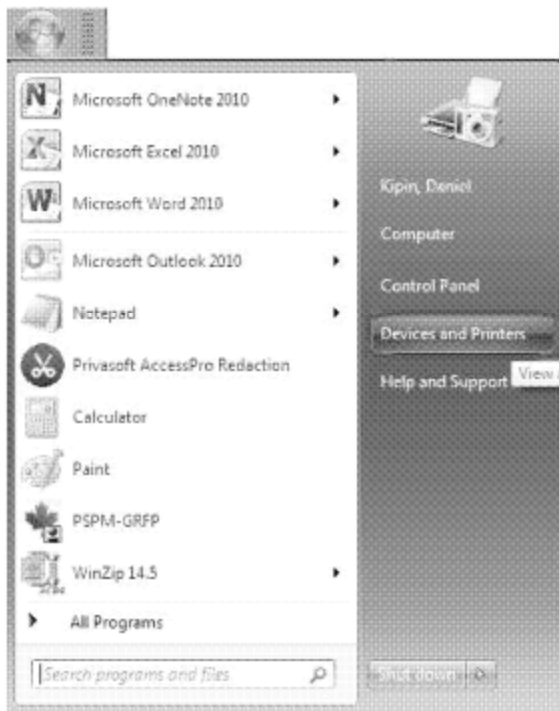 Microsoft OneNote 2010
Microsoft Excel 2010
Microsoft Word 2010
Microsoft Outlook 2010
Notepad
Privasoft AccessPro Redaction
Calculator
Paint
PSPM-GRFP
WinZip 14.5
All Programs
Search programs and files
Kipin, Daniel
Computer
Control Panel
Devices and Printers
Help and Support
View
Shut down